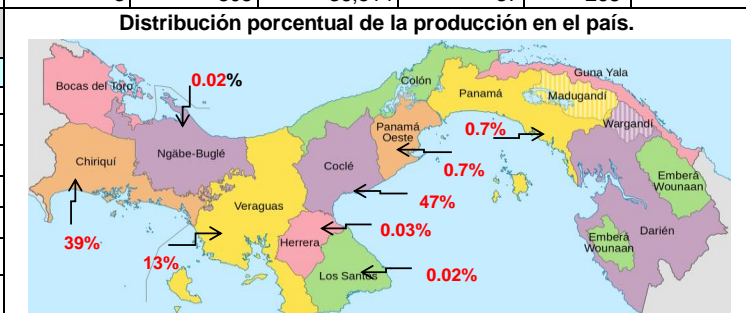 Distribución porcentual de la producción en el país.
Bocas del Toro
0.02%
Colón
Guna Yala
Panamá
Madugandí
Wargandí
Panamá
Oeste
0.7%
0.7%
Chiriquí
Ngäbe-Buglé
Coclé
Emberá
Wounaan
Veraguas
47%
39%
13%
Herrera
0.03%
Emberá
Wounaan
Darién
Los Santos
0.02%